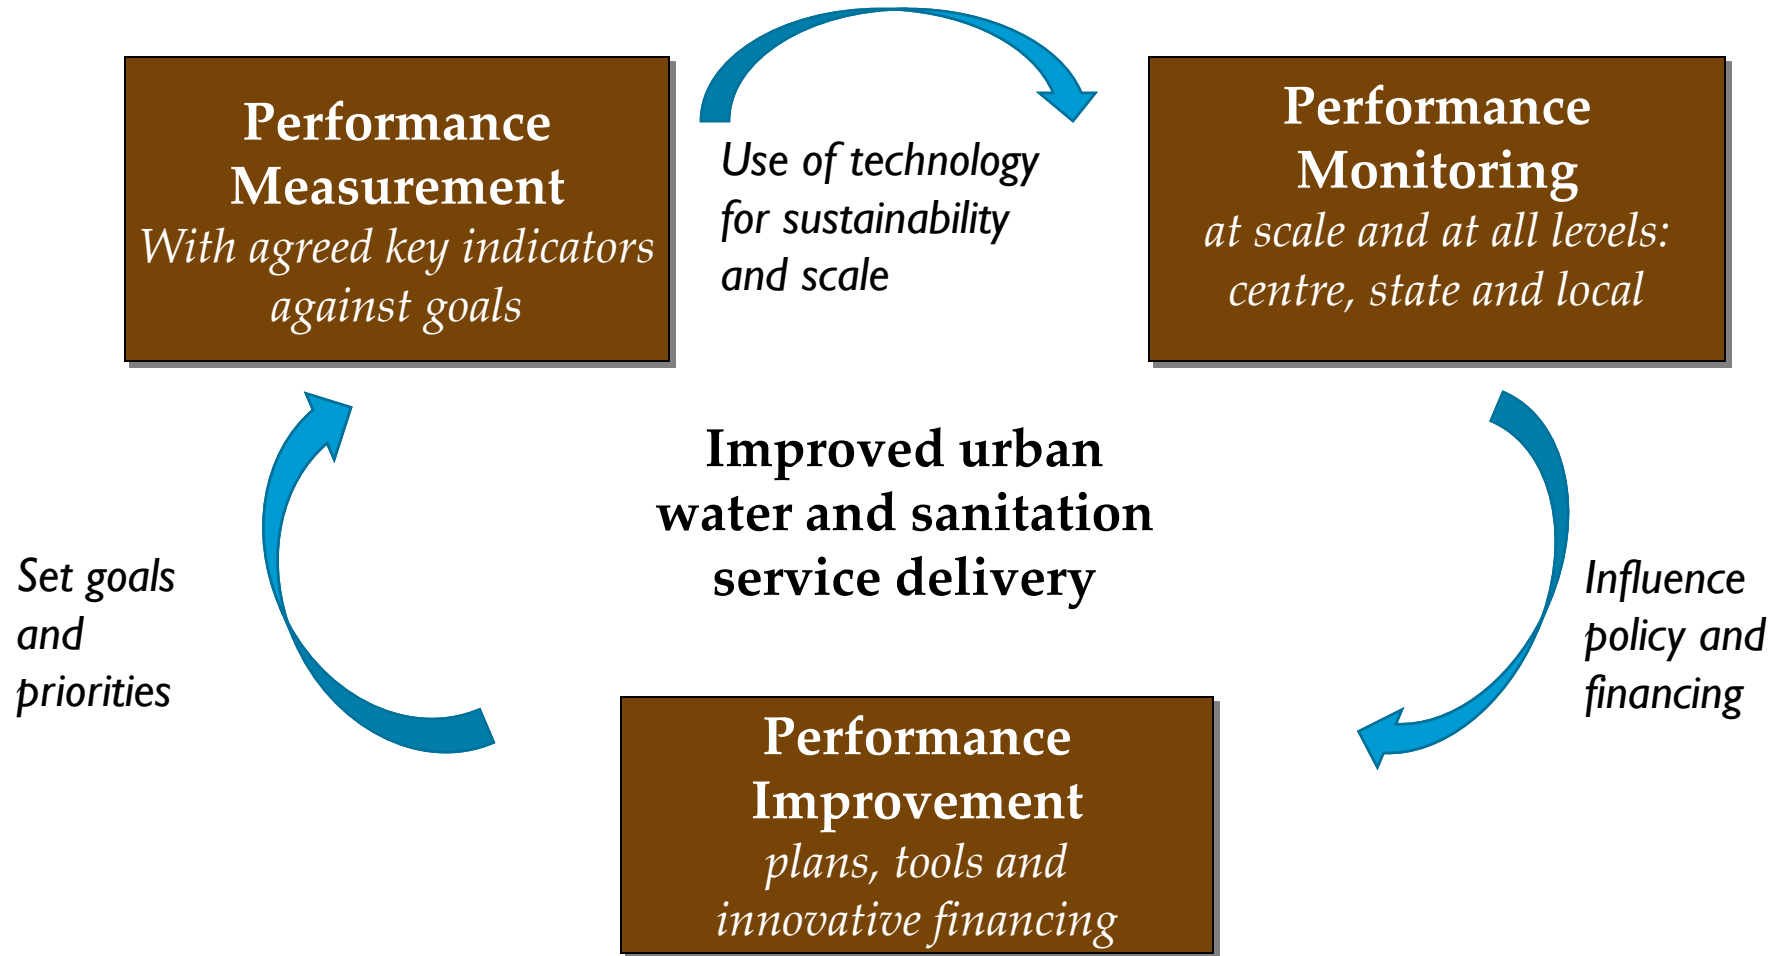 Performance
Measurement
With agreed key indicators
against goals
Use of technology
for sustainability
and scale
Performance
Monitoring
at scale and at all levels:
centre, state and local
Improved urban
water and sanitation
service delivery
Set goals
and
priorities
Influence
policy and
financing
Performance
Improvement
plans, tools and
innovative financing